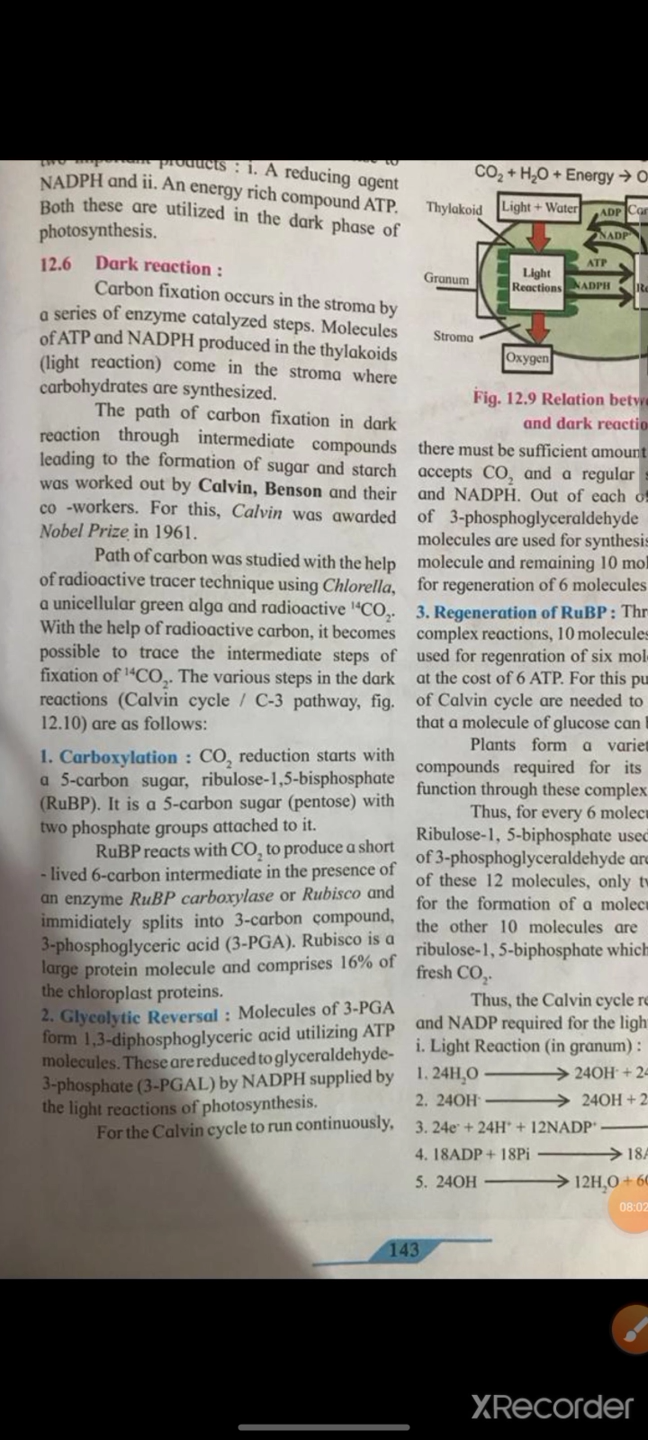 products : i. A reducing agent
NADPH and ii. An energy rich compound ATP.
Both these are utilized in the dark phase of
photosynthesis.
12.6 Dark reaction :
Carbon fixation occurs in the stroma by
a series of enzyme catalyzed steps. Molecules
of ATP and NADPH produced in the thylakoids
(light reaction) come in the stroma where
carbohydrates are synthesized.
The path of carbon fixation in dark
reaction through intermediate compounds
leading to the formation of sugar and starch
was worked out by Calvin, Benson and their
co -workers. For this, Calvin was awarded
Nobel Prize in 1961.
Path of carbon was studied with the help
of radioactive tracer technique using Chlorella,
a unicellular green alga and radioactive ¹⁴CO₂.
With the help of radioactive carbon, it becomes
possible to trace the intermediate steps of
fixation of ¹⁴CO₂. The various steps in the dark
reactions (Calvin cycle / C-3 pathway, fig.
12.10) are as follows:
1. Carboxylation : CO₂ reduction starts with
a 5-carbon sugar, ribulose-1,5-bisphosphate
(RuBP). It is a 5-carbon sugar (pentose) with
two phosphate groups attached to it.
RuBP reacts with CO₂ to produce a short
- lived 6-carbon intermediate in the presence of
an enzyme RuBP carboxylase or Rubisco and
immidiately splits into 3-carbon compound,
3-phosphoglyceric acid (3-PGA). Rubisco is a
large protein molecule and comprises 16% of
the chloroplast proteins.
2. Glycolytic Reversal : Molecules of 3-PGA
form 1,3-diphosphoglyceric acid utilizing ATP
molecules. These are reduced to glyceraldehyde-
3-phosphate (3-PGAL) by NADPH supplied by
the light reactions of photosynthesis.
For the Calvin cycle to run continuously,
CO₂ + H₂O + Energy → O
Thylakoid
Light + Water
ADP
NADP⁺
ATP
NADPH
Granum
Light
Reactions
Stroma
Oxygen
Fig. 12.9 Relation
and dark
there must be sufficient amount
accepts CO₂ and a regular
and NADPH. Out of each
of 3-phosphoglyceraldehyde
molecules are used for
molecule and remaining 10
for regeneration of 6 molecules
3. Regeneration of RuBP :
complex reactions, 10 molecules
used for regenration of six
at the cost of 6 ATP. For this
of Calvin cycle are needed to
that a molecule of glucose can
Plants form a
compounds required for its
function through these complex
Thus, for every 6
Ribulose-1, 5-biphosphate
of 3-phosphoglyceraldehyde
of these 12 molecules, only
for the formation of a
the other 10 molecules are
ribulose-1, 5-biphosphate which
fresh CO₂.
Thus, the Calvin cycle
and NADP required for the light
i. Light Reaction (in granum) :
1. 24H₂O → 24OH⁻ +
2. 24OH⁻ → 24OH +
3. 24e⁻ + 24H⁺ + 12NADP⁺
4. 18ADP + 18Pi →
5. 24OH → 12H₂O +
08:02
143
XRecorder